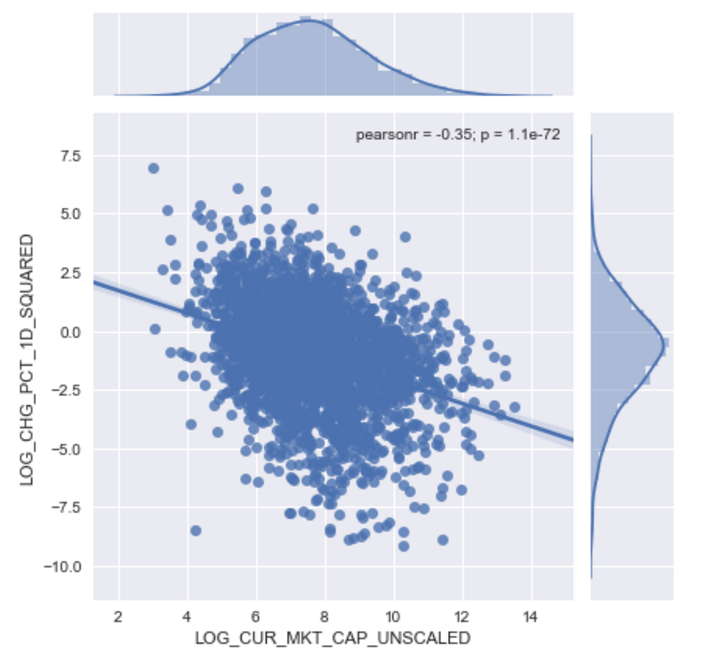 pearsonr = -0.35; p = 1.1e-72
LOG_CHG_PCT_1D_SQUARED
7.5
5.0
2.5
0.0
−2.5
−5.0
−7.5
−10.0
2 4 6 8 10 12 14
LOG_CUR_MKT_CAP_UNSCALED